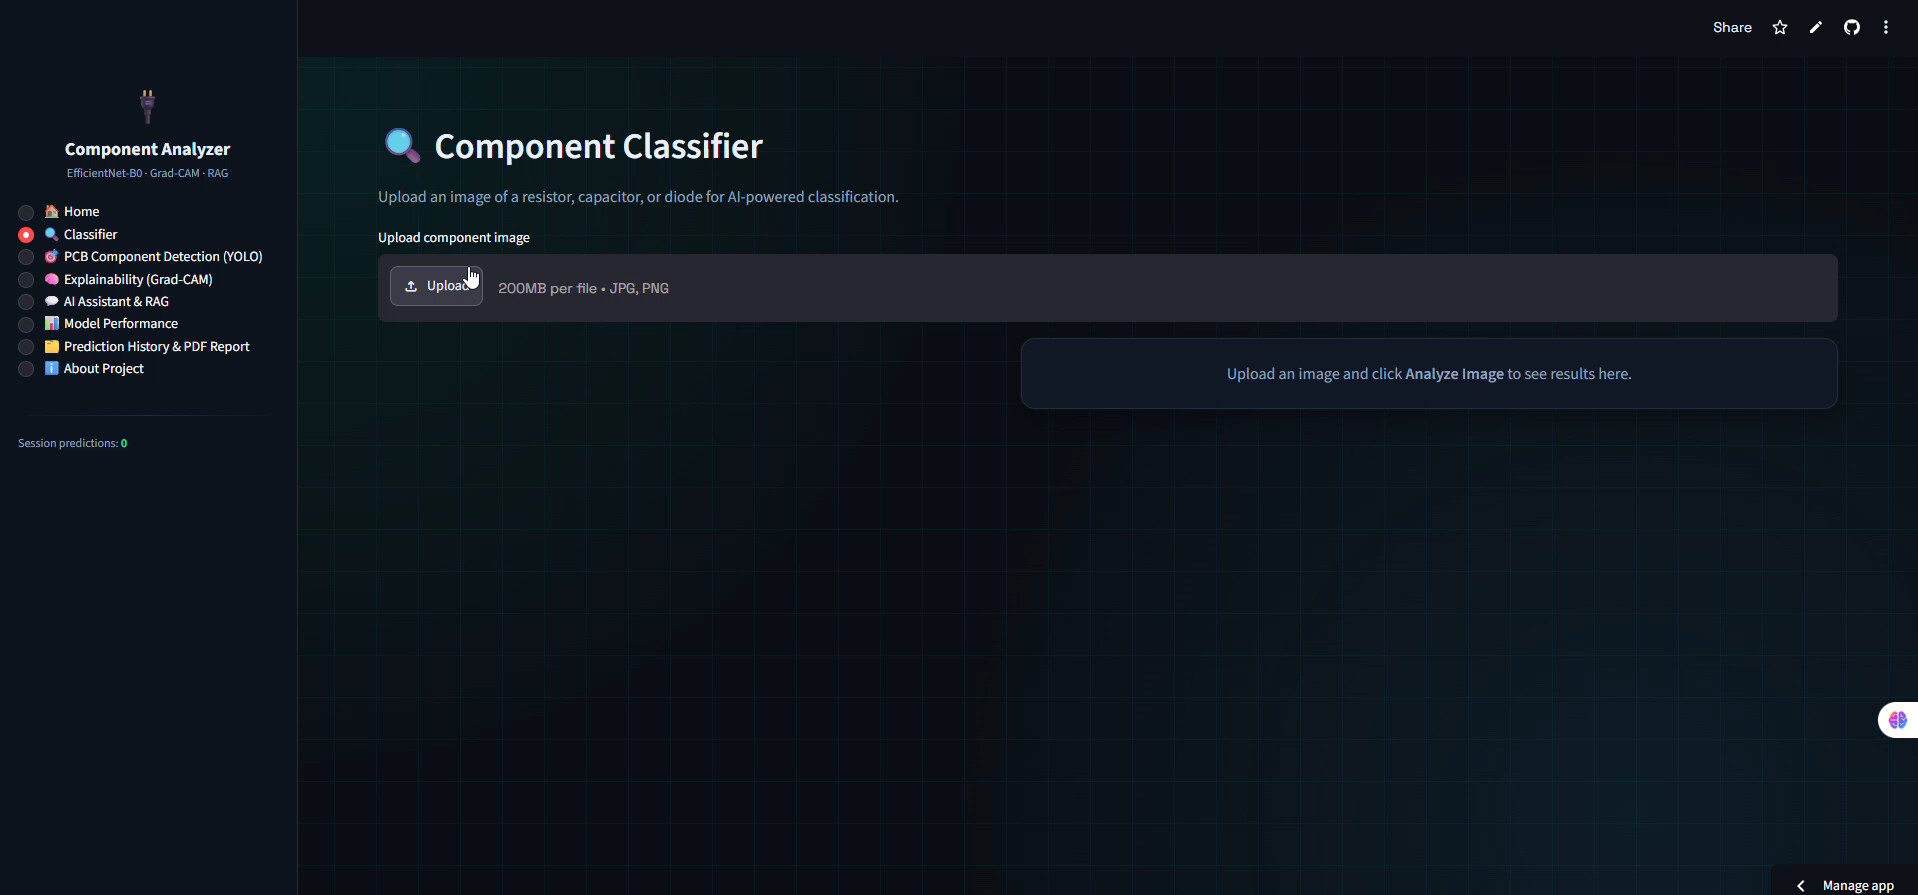 Share
Component Analyzer
EfficientNet-B0 · Grad-CAM · RAG
Home
Classifier
PCB Component Detection (YOLO)
Explainability (Grad-CAM)
AI Assistant & RAG
Model Performance
Prediction History & PDF Report
About Project
Session predictions: 0
Component Classifier
Upload an image of a resistor, capacitor, or diode for AI-powered classification.
Upload component image
Upload 200MB per file • JPG, PNG
Upload an image and click Analyze Image to see results here.
Manage app